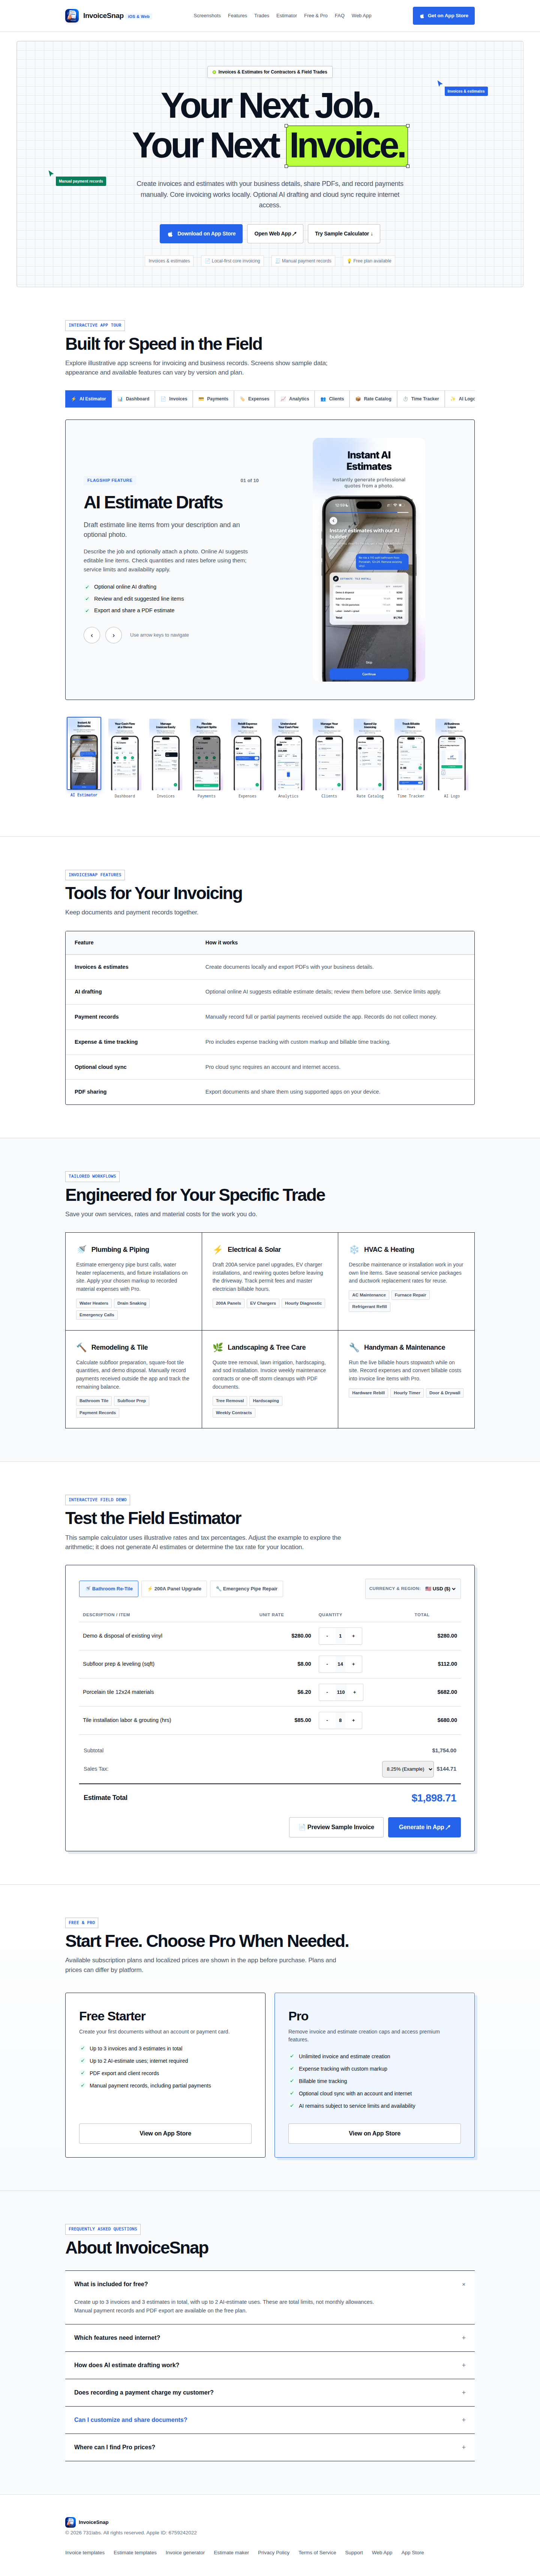 InvoiceSnap iOS & Web
Screenshots Features Trades Estimator Free & Pro FAQ Web App
Get on App Store
Invoices & Estimates for Contractors & Field Trades
Invoices & estimates
Your Next Job.
Your Next Invoice.
Manual payment records
Create invoices and estimates with your business details, share PDFs, and record payments
manually. Core invoicing works locally. Optional AI drafting and cloud sync require internet
access.
Download on App Store
Open Web App ↗
Try Sample Calculator ↓
Invoices & estimates
Local-first core invoicing
Manual payment records
Free plan available
INTERACTIVE APP TOUR
Built for Speed in the Field
Explore illustrative app screens for invoicing and business records. Screens show sample data;
appearance and available features can vary by version and plan.
AI Estimator Dashboard Invoices Payments Expenses Analytics Clients Rate Catalog Time Tracker AI Logo
FLAGSHIP FEATURE
01 of 10
AI Estimate Drafts
Draft estimate line items from your description and an
optional photo.
Describe the job and optionally attach a photo. Online AI suggests
editable line items. Check quantities and rates before using them;
service limits and availability apply.
Optional online AI drafting
Review and edit suggested line items
Export and share a PDF estimate
‹ › Use arrow keys to navigate
Instant AI
Estimates
Instantly generate professional
quotes from a photo.
Instant estimates with our AI
Total
Skip
Continue
AI Estimator Dashboard Invoices Payments Expenses Analytics Clients Rate Catalog Time Tracker AI Logo
INVOICESNAP FEATURES
Tools for Your Invoicing
Keep documents and payment records together.
Feature How it works
Invoices & estimates Create documents locally and export PDFs with your business details.
AI drafting Optional online AI suggests editable estimate details; review them before use. Service limits apply.
Payment records Manually record full or partial payments received outside the app. Records do not collect money.
Expense & time tracking Pro includes expense tracking with custom markup and billable time tracking.
Optional cloud sync Pro cloud sync requires an account and internet access.
PDF sharing Export documents and share them using supported apps on your device.
TAILORED WORKFLOWS
Engineered for Your Specific Trade
Save your own services, rates and material costs for the work you do.
Plumbing & Piping
Estimate emergency pipe burst calls, water
heater replacements, and fixture installations on
site. Apply your chosen markup to recorded
material expenses with Pro.
Water Heaters Drain Snaking
Emergency Calls
Electrical & Solar
Draft 200A service panel upgrades, EV charger
installations, and rewiring quotes before leaving
the driveway. Track permit fees and master
electrician billable hours.
200A Panels EV Chargers Hourly Diagnostic
HVAC & Heating
Describe maintenance or installation work in your
own line items. Save seasonal service packages
and ductwork replacement rates for reuse.
AC Maintenance Furnace Repair
Refrigerant Refill
Remodeling & Tile
Calculate subfloor preparation, square-foot tile
quantities, and demo disposal. Manually record
payments received outside the app and track the
remaining balance.
Bathroom Tile Subfloor Prep
Payment Records
Landscaping & Tree Care
Quote tree removal, lawn irrigation, hardscaping,
and sod installation. Invoice weekly maintenance
contracts or one-off storm cleanups with PDF
documents.
Tree Removal Hardscaping
Weekly Contracts
Handyman & Maintenance
Run the live billable hours stopwatch while on
site. Record expenses and convert billable costs
into invoice line items with Pro.
Hardware Rebill Hourly Timer Door & Drywall
INTERACTIVE FIELD DEMO
Test the Field Estimator
This sample calculator uses illustrative rates and tax percentages. Adjust the example to explore the
arithmetic; it does not generate AI estimates or determine the tax rate for your location.
Bathroom Re-Tile 200A Panel Upgrade Emergency Pipe Repair
CURRENCY & REGION: USD ($)
DESCRIPTION / ITEM UNIT RATE QUANTITY TOTAL
Demo & disposal of existing vinyl $280.00 - 1 + $280.00
Subfloor prep & leveling (sqft) $8.00 - 14 + $112.00
Porcelain tile 12x24 materials $6.20 - 110 + $682.00
Tile installation labor & grouting (hrs) $85.00 - 8 + $680.00
Subtotal $1,754.00
Sales Tax: 8.25% (Example) $144.71
Estimate Total $1,898.71
Preview Sample Invoice
Generate in App ↗
FREE & PRO
Start Free. Choose Pro When Needed.
Available subscription plans and localized prices are shown in the app before purchase. Plans and
prices can differ by platform.
Free Starter
Create your first documents without an account or payment card.
Up to 3 invoices and 3 estimates in total
Up to 2 AI-estimate uses; internet required
PDF export and client records
Manual payment records, including partial payments
View on App Store
Pro
Remove invoice and estimate creation caps and access premium
features.
Unlimited invoice and estimate creation
Expense tracking with custom markup
Billable time tracking
Optional cloud sync with an account and internet
AI remains subject to service limits and availability
View on App Store
FREQUENTLY ASKED QUESTIONS
About InvoiceSnap
What is included for free?
Create up to 3 invoices and 3 estimates in total, with up to 2 AI-estimate uses. These are total limits, not monthly allowances.
Manual payment records and PDF export are available on the free plan.
Which features need internet? +
How does AI estimate drafting work? +
Does recording a payment charge my customer? +
Can I customize and share documents? +
Where can I find Pro prices? +
InvoiceSnap
© 2026 731labs. All rights reserved. Apple ID: 6759242022
Invoice templates Estimate templates Invoice generator Estimate maker Privacy Policy Terms of Service Support Web App App Store